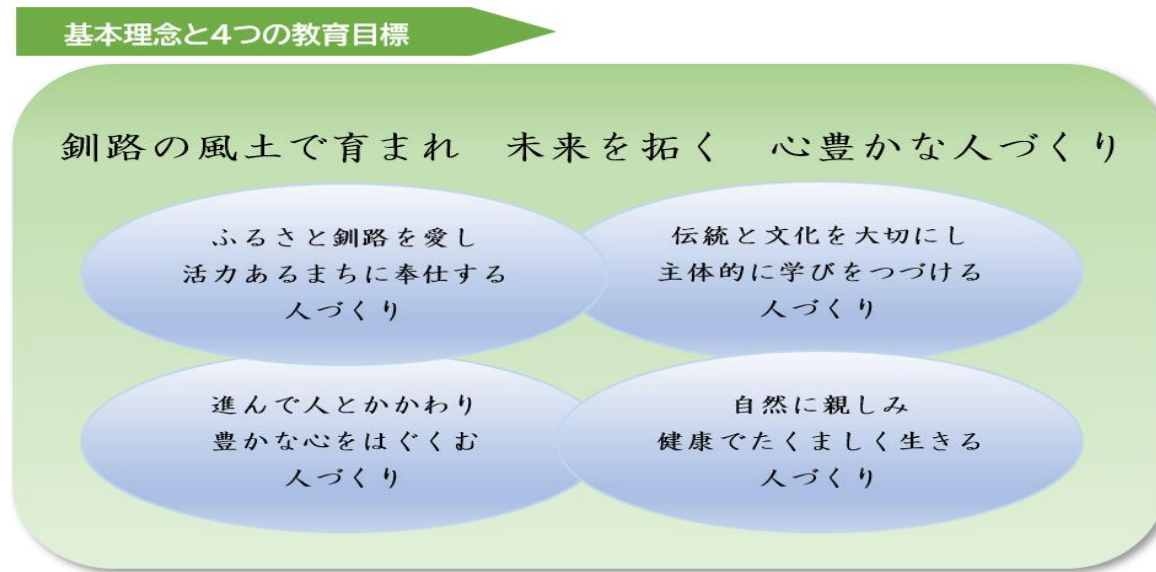 基本理念と4つの教育目標
釧路の風土で育まれ　未来を拓く　心豊かな人づくり
ふるさと釧路を愛し
活力あるまちに奉仕する
人づくり
伝統と文化を大切にし
主体的に学びをつづける
人づくり
進んで人とかかわり
豊かな心をはぐくむ
人づくり
自然に親しみ
健康でたくましく生きる
人づくり